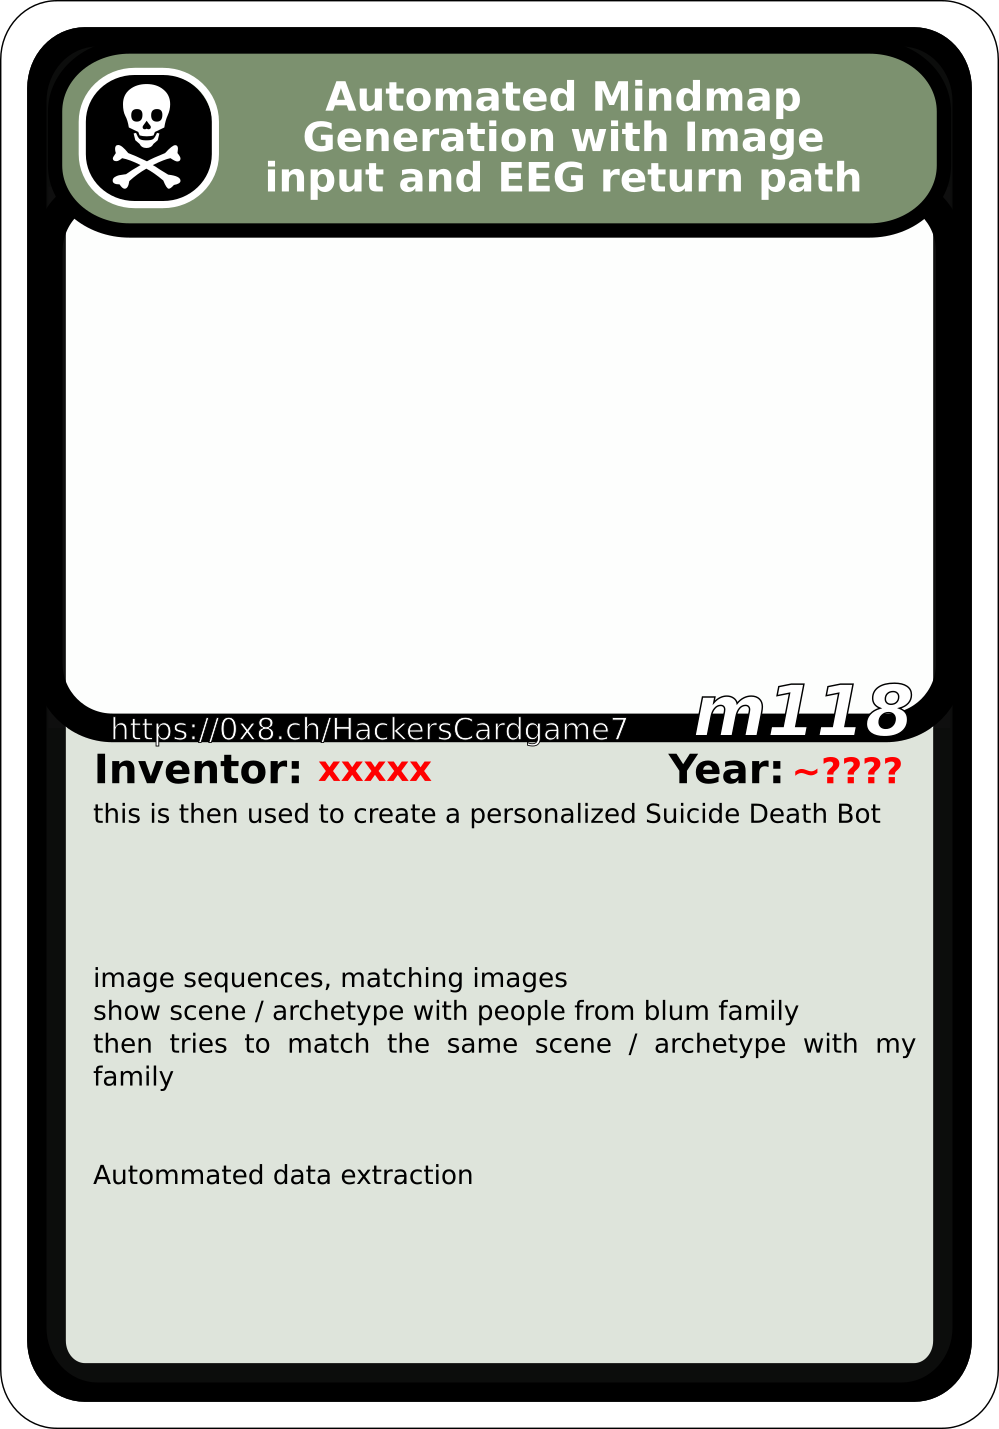 Automated Mindmap
Generation with Image
input and EEG return path
m118
https://0x8.ch/HackersCardgame7
Inventor: xxxxx Year: ~????
this is then used to create a personalized Suicide Death Bot
image sequences, matching images
show scene / archetype with people from blum family
then tries to match the same scene / archetype with my
family
Autommated data extraction